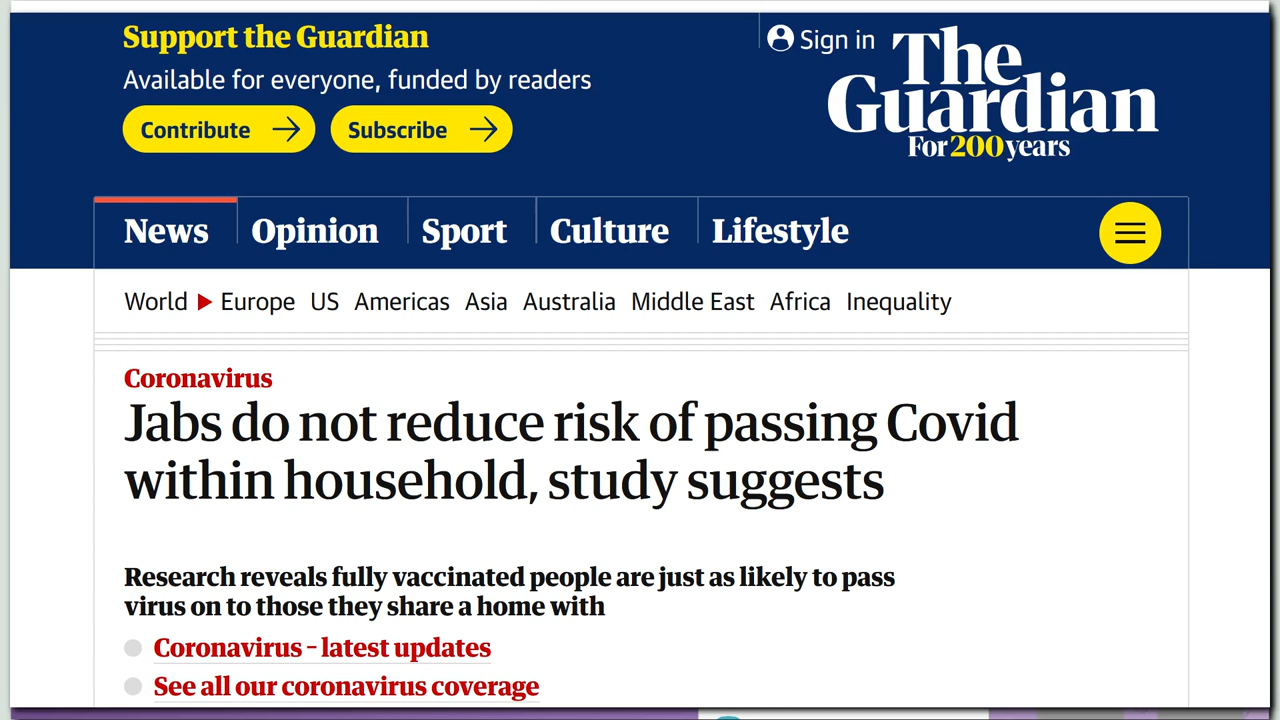 Support the Guardian
Available for everyone, funded by readers
Contribute
Subscribe
Sign in
The
Guardian
For 200 years
News
Opinion
Sport
Culture
Lifestyle
World
Europe
US
Americas
Asia
Australia
Middle East
Africa
Inequality
Coronavirus
Jabs do not reduce risk of passing Covid
within household, study suggests
Research reveals fully vaccinated people are just as likely to pass
virus on to those they share a home with
Coronavirus – latest updates
See all our coronavirus coverage